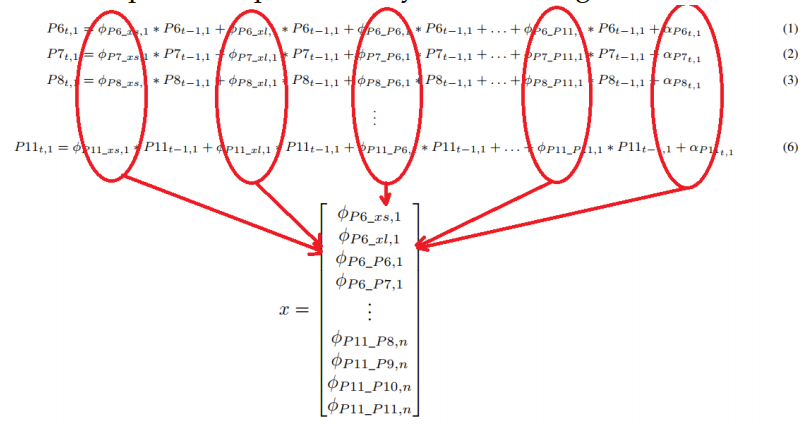 P6_{t,1} = ϕ_{P6_xs,1} * P6_{t−1,1} + ϕ_{P6_xl,1} * P6_{t−1,1} + ϕ_{P6_P6,1} * P6_{t−1,1} + … + ϕ_{P6_P11,1} * P6_{t−1,1} + α_{P6_{t,1}} (1)
P7_{t,1} = ϕ_{P7_xs,1} * P7_{t−1,1} + ϕ_{P7_xl,1} * P7_{t−1,1} + ϕ_{P7_P6,1} * P7_{t−1,1} + … + ϕ_{P7_P11,1} * P7_{t−1,1} + α_{P7_{t,1}} (2)
P8_{t,1} = ϕ_{P8_xs,1} * P8_{t−1,1} + ϕ_{P8_xl,1} * P8_{t−1,1} + ϕ_{P8_P6,1} * P8_{t−1,1} + … + ϕ_{P8_P11,1} * P8_{t−1,1} + α_{P8_{t,1}} (3)
⋮
P11_{t,1} = ϕ_{P11_xs,1} * P11_{t−1,1} + ϕ_{P11_xl,1} * P11_{t−1,1} + ϕ_{P11_P6,1} * P11_{t−1,1} + … + ϕ_{P11_P11,1} * P11_{t−1,1} + α_{P11_{t,1}} (6)
ϕ_{P6_xs,1}
ϕ_{P6_xl,1}
ϕ_{P6_P6,1}
ϕ_{P6_P7,1}
x = ⋮
ϕ_{P11_P8,n}
ϕ_{P11_P9,n}
ϕ_{P11_P10,n}
ϕ_{P11_P11,n}